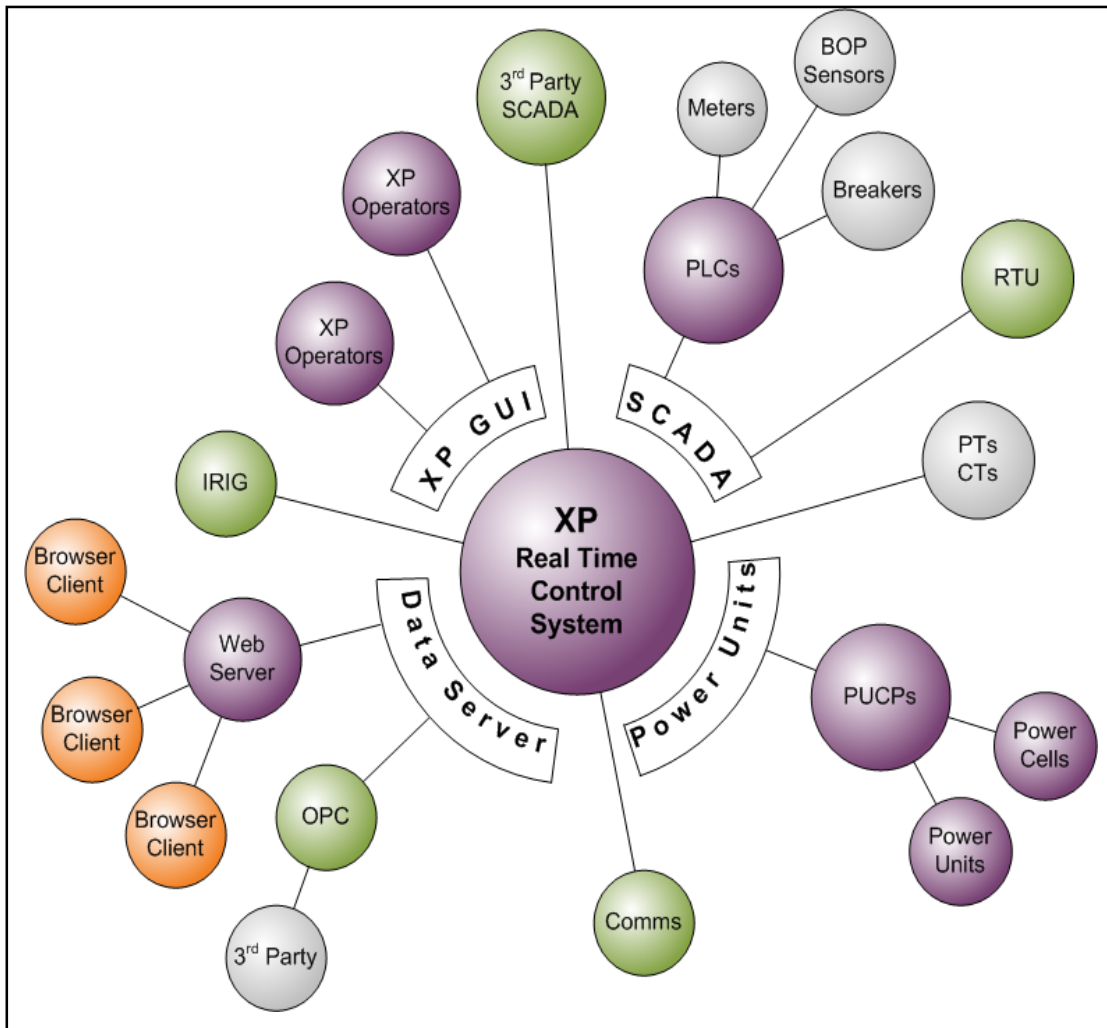 BOP
Sensors
3rd Party
SCADA
Meters
XP
Operators
Breakers
PLCs
RTU
XP
Operators
XP GUI
SCADA
PTs
CTs
IRIG
XP
Real Time
Control
System
Browser
Client
Web
Server
Data Server
Power Units
PUCPs
Power
Cells
Browser
Client
Browser
Client
OPC
Power
Units
Comms
3rd Party